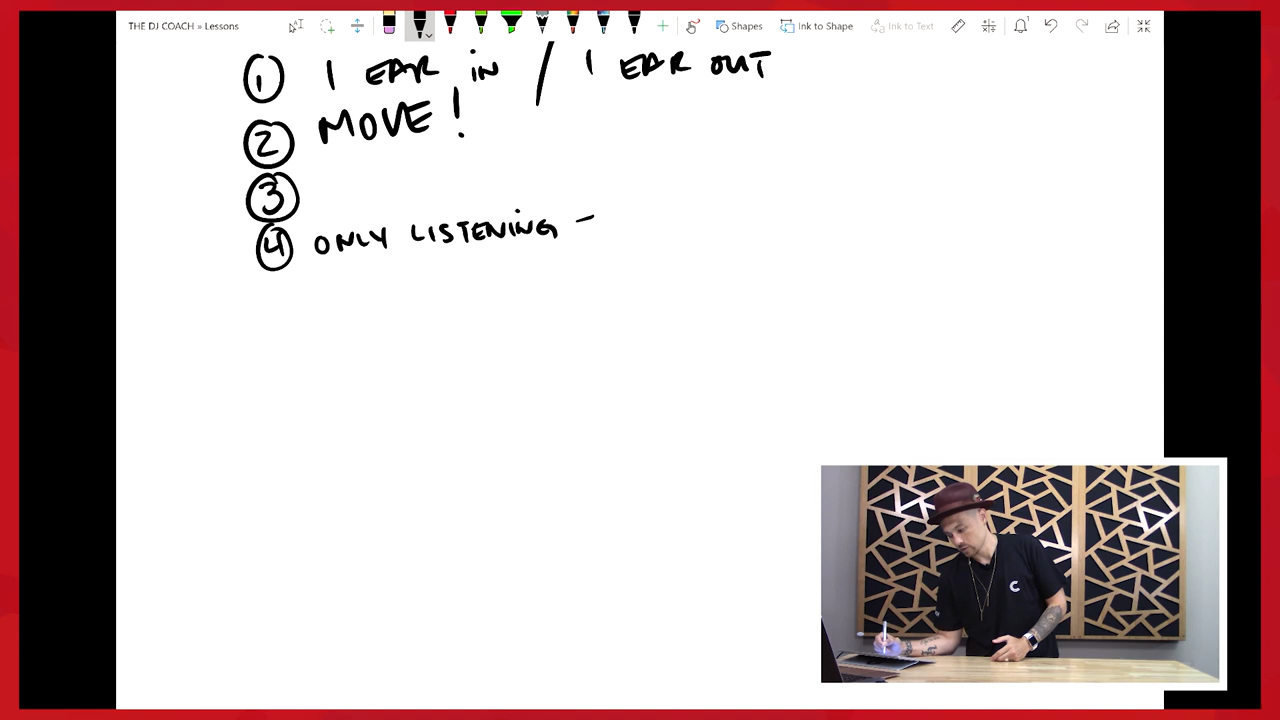 THE DJ COACH » Lessons
Shapes
Ink to Shape
Ink to Text
① 1 EAR iN / 1 EAR OUT
② MOVE!
③
④ ONLY LISTENiNG -
C